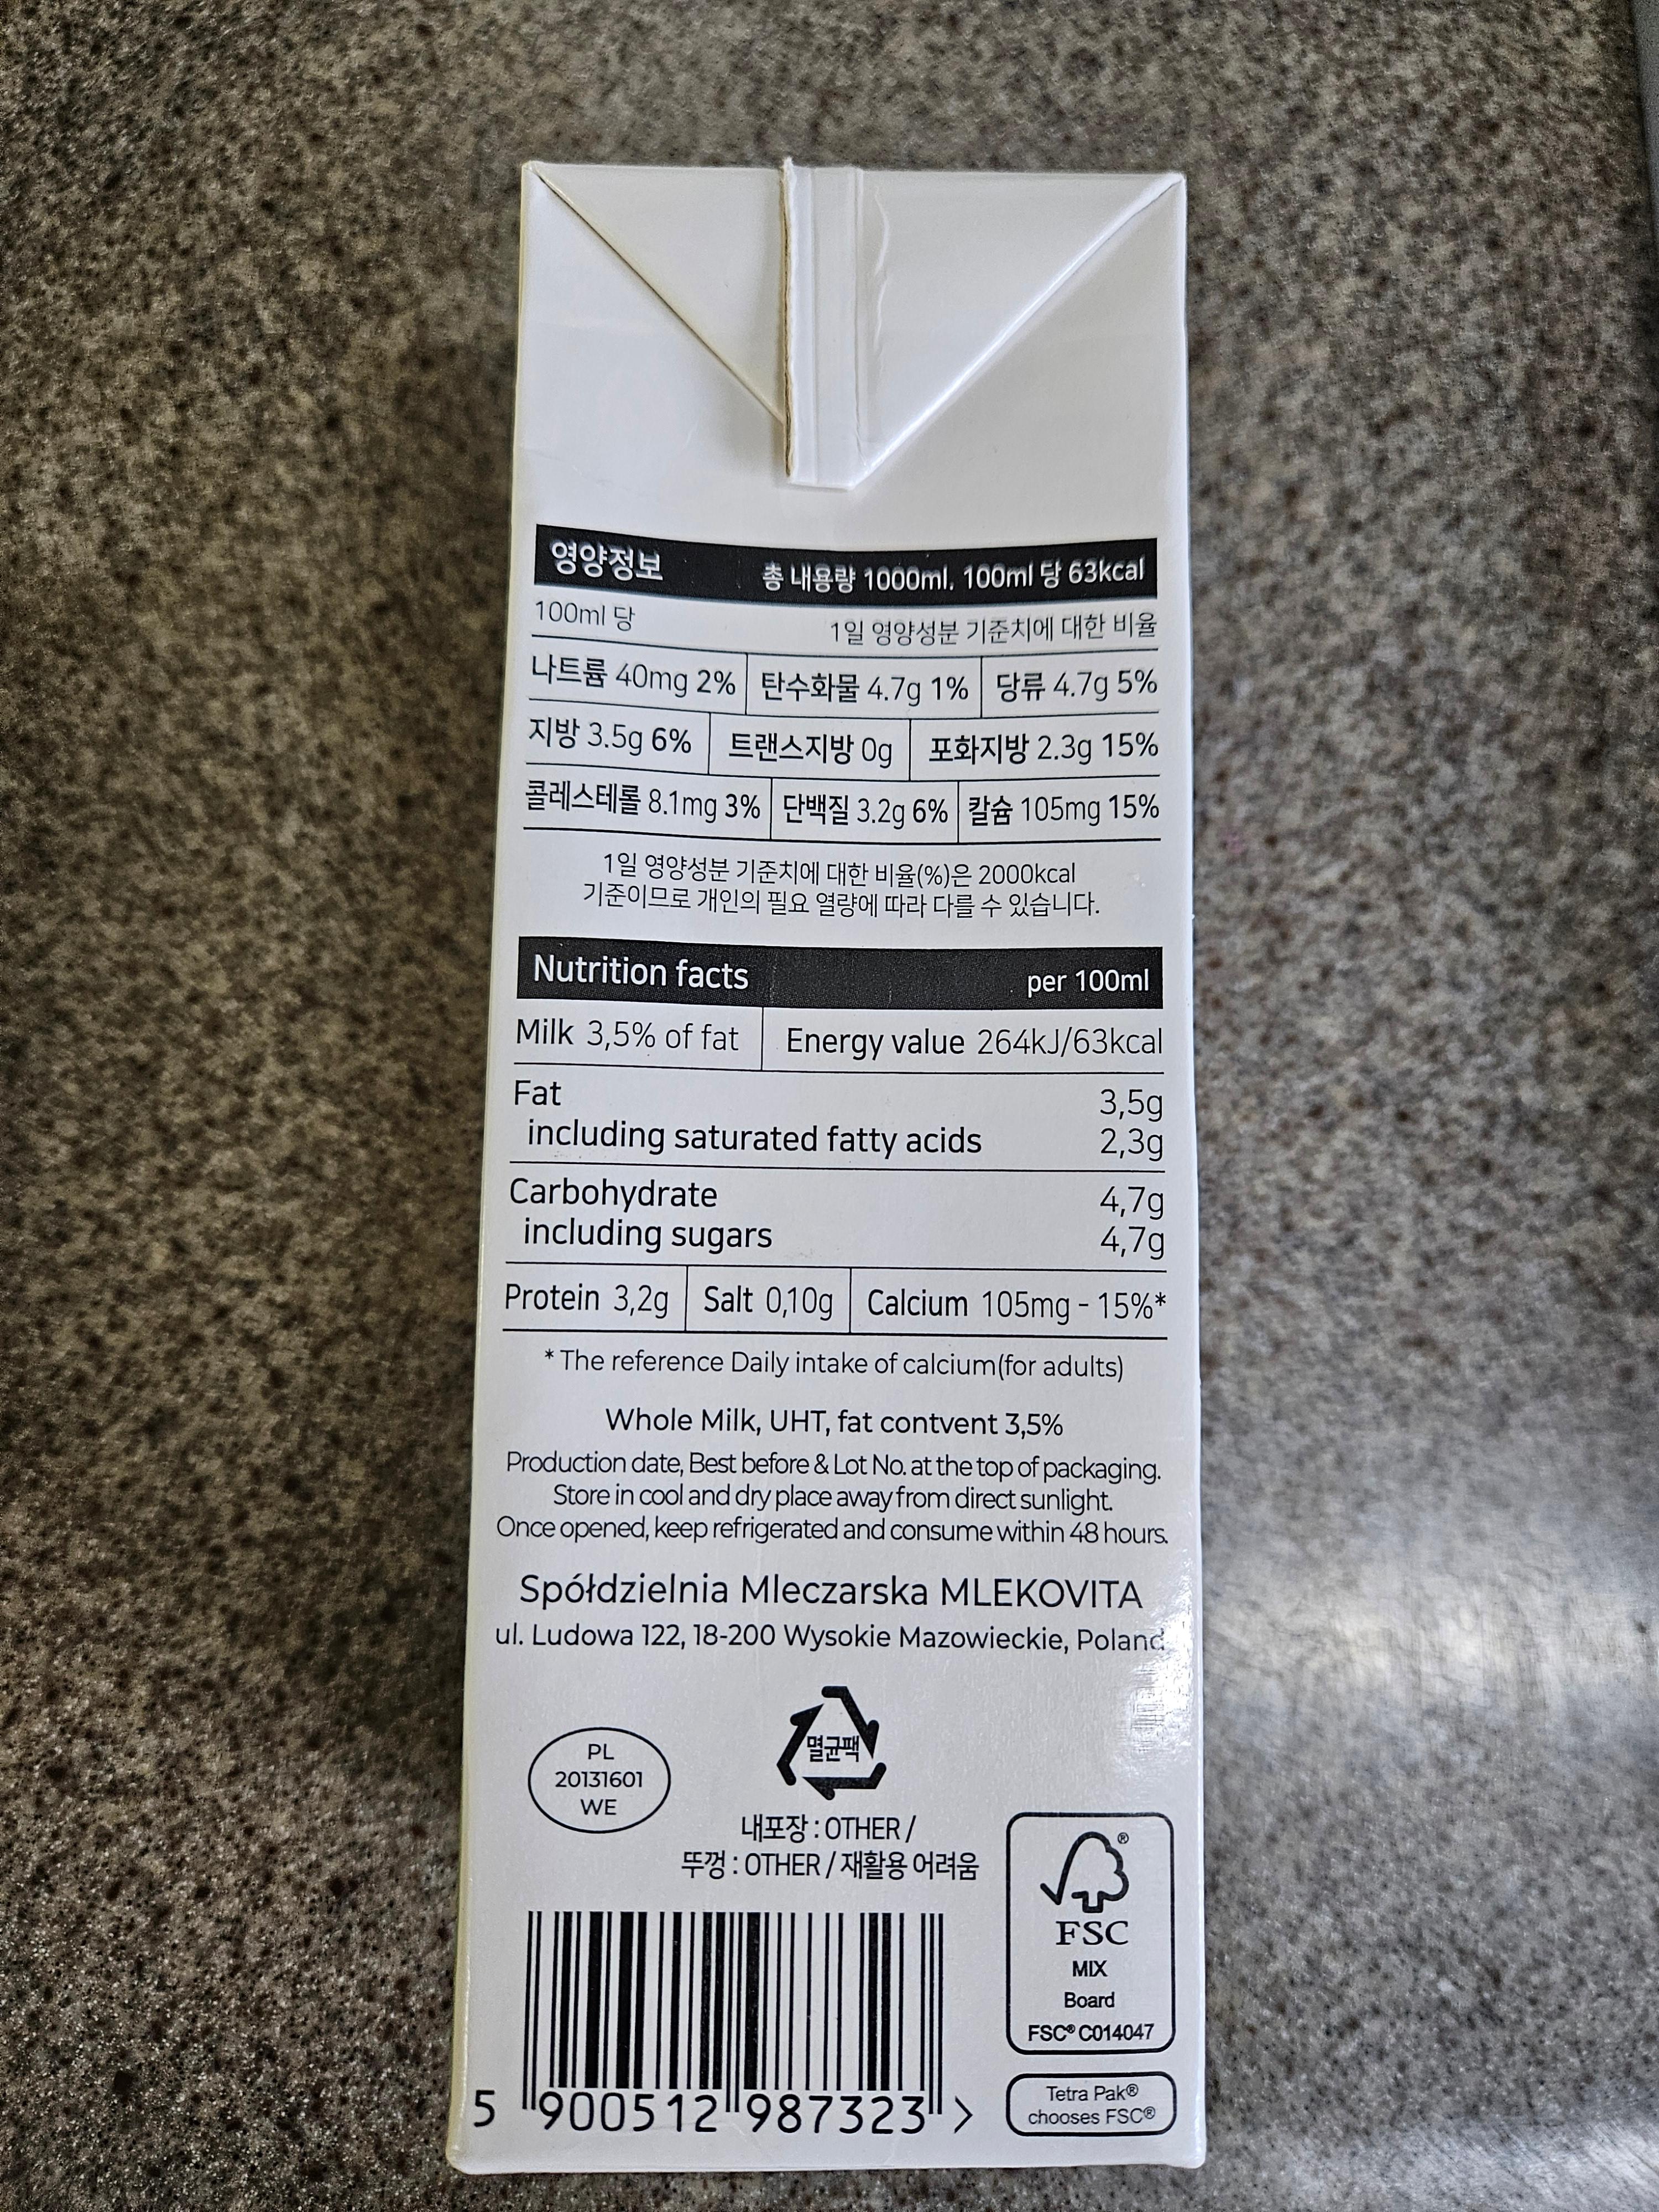 영양정보 총 내용량 1000ml, 100ml 당 63kcal
100ml 당 1일 영양성분 기준치에 대한 비율
나트륨 40mg 2% 탄수화물 4.7g 1% 당류 4.7g 5%
지방 3.5g 6% 트랜스지방 0g 포화지방 2.3g 15%
콜레스테롤 8.1mg 3% 단백질 3.2g 6% 칼슘 105mg 15%
1일 영양성분 기준치에 대한 비율(%)은 2000kcal
기준이므로 개인의 필요 열량에 따라 다를 수 있습니다.
Nutrition facts per 100ml
Milk 3,5% of fat Energy value 264kJ/63kcal
Fat 3,5g
including saturated fatty acids 2,3g
Carbohydrate 4,7g
including sugars 4,7g
Protein 3,2g Salt 0,10g Calcium 105mg - 15%*
* The reference Daily intake of calcium(for adults)
Whole Milk, UHT, fat contvent 3,5%
Production date, Best before & Lot No. at the top of packaging.
Store in cool and dry place away from direct sunlight.
Once opened, keep refrigerated and consume within 48 hours.
Spółdzielnia Mleczarska MLEKOVITA
ul. Ludowa 122, 18-200 Wysokie Mazowieckie, Poland
PL
20131601
WE
멸균팩
내포장 : OTHER /
뚜껑 : OTHER / 재활용 어려움
®
FSC
MIX
Board
FSC® C014047
Tetra Pak®
chooses FSC®
5 900512 987323 >